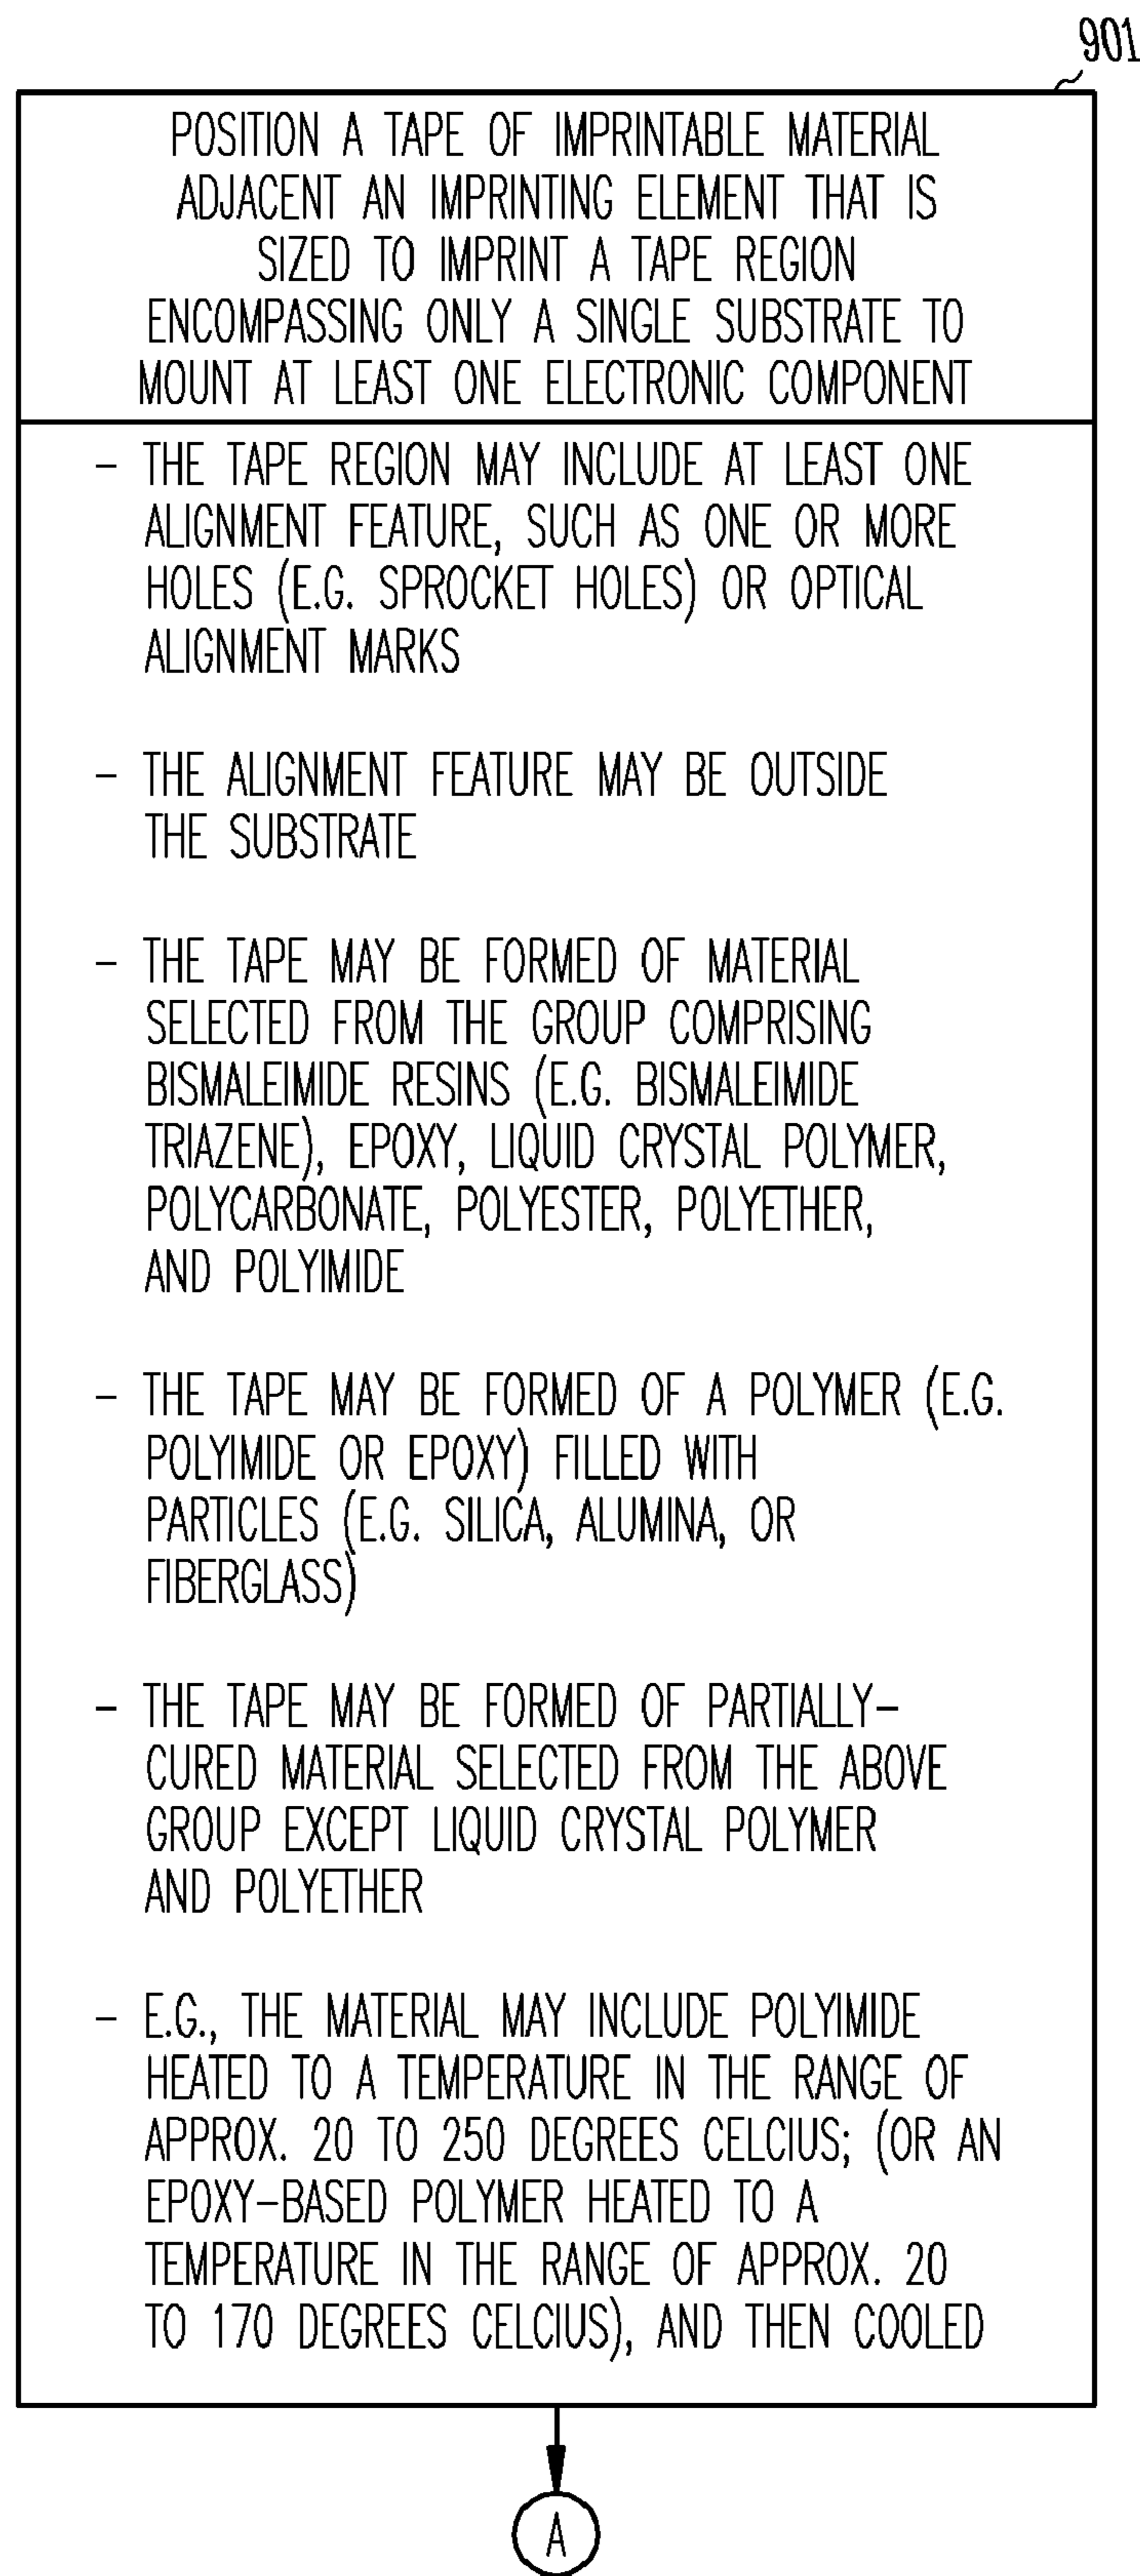 901
POSITION A TAPE OF IMPRINTABLE MATERIAL
ADJACENT AN IMPRINTING ELEMENT THAT IS
SIZED TO IMPRINT A TAPE REGION
ENCOMPASSING ONLY A SINGLE SUBSTRATE TO
MOUNT AT LEAST ONE ELECTRONIC COMPONENT
- THE TAPE REGION MAY INCLUDE AT LEAST ONE
ALIGNMENT FEATURE, SUCH AS ONE OR MORE
HOLES (E.G. SPROCKET HOLES) OR OPTICAL
ALIGNMENT MARKS
- THE ALIGNMENT FEATURE MAY BE OUTSIDE
THE SUBSTRATE
- THE TAPE MAY BE FORMED OF MATERIAL
SELECTED FROM THE GROUP COMPRISING
BISMALEIMIDE RESINS (E.G. BISMALEIMIDE
TRIAZENE), EPOXY, LIQUID CRYSTAL POLYMER,
POLYCARBONATE, POLYESTER, POLYETHER,
AND POLYIMIDE
- THE TAPE MAY BE FORMED OF A POLYMER (E.G.
POLYIMIDE OR EPOXY) FILLED WITH
PARTICLES (E.G. SILICA, ALUMINA, OR
FIBERGLASS)
- THE TAPE MAY BE FORMED OF PARTIALLY-
CURED MATERIAL SELECTED FROM THE ABOVE
GROUP EXCEPT LIQUID CRYSTAL POLYMER
AND POLYETHER
- E.G., THE MATERIAL MAY INCLUDE POLYIMIDE
HEATED TO A TEMPERATURE IN THE RANGE OF
APPROX. 20 TO 250 DEGREES CELCIUS; (OR AN
EPOXY-BASED POLYMER HEATED TO A
TEMPERATURE IN THE RANGE OF APPROX. 20
TO 170 DEGREES CELCIUS), AND THEN COOLED
A